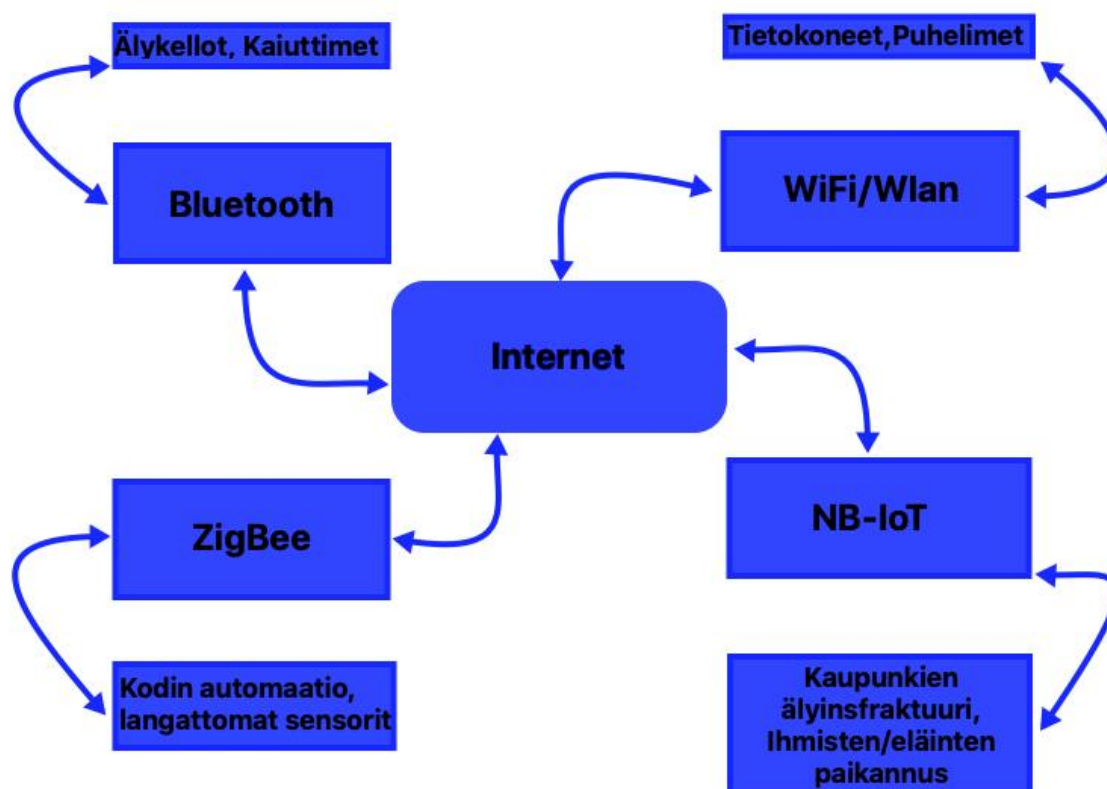 Älykellot, Kaiuttimet
Tietokoneet,Puhelimet
Bluetooth
WiFi/Wlan
Internet
ZigBee
NB-IoT
Kodin automaatio,
langattomat sensorit
Kaupunkien
älyinsfraktuuri,
Ihmisten/eläinten
paikannus